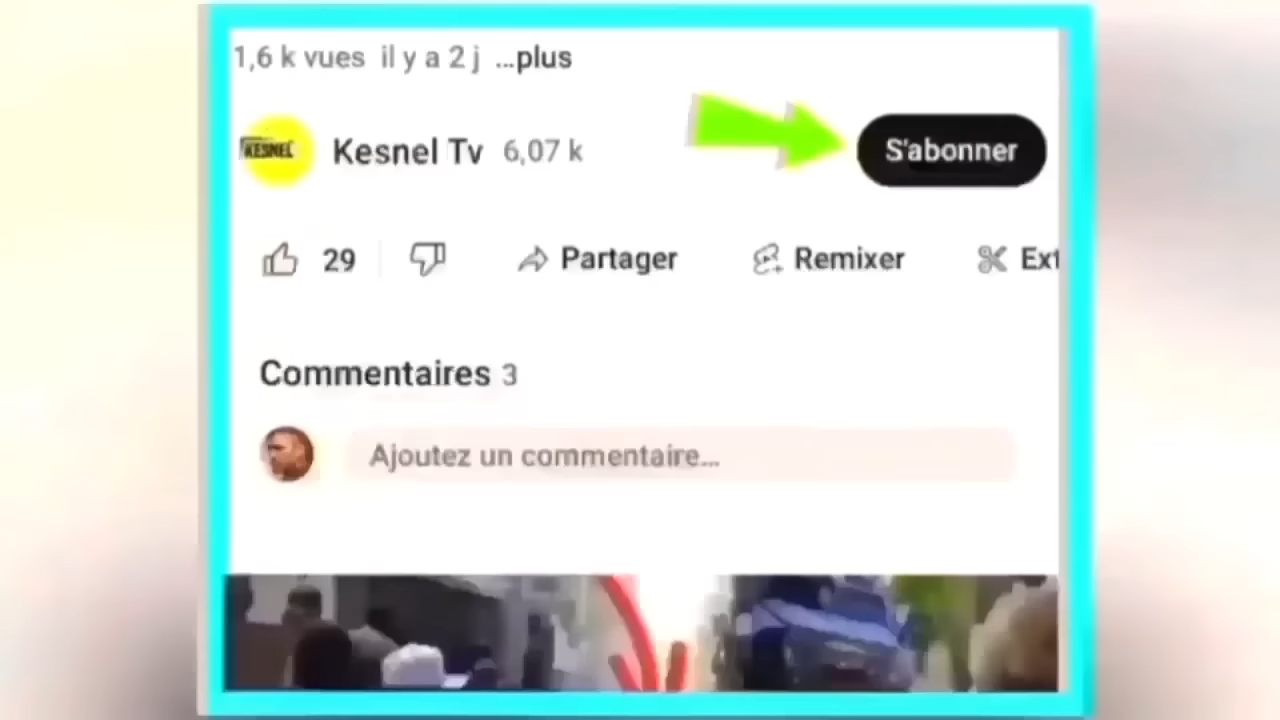 1,6 k vues il y a 2 j ...plus
KESNEL Kesnel Tv 6,07 k S'abonner
29 Partager Remixer Ext
Commentaires 3
Ajoutez un commentaire...